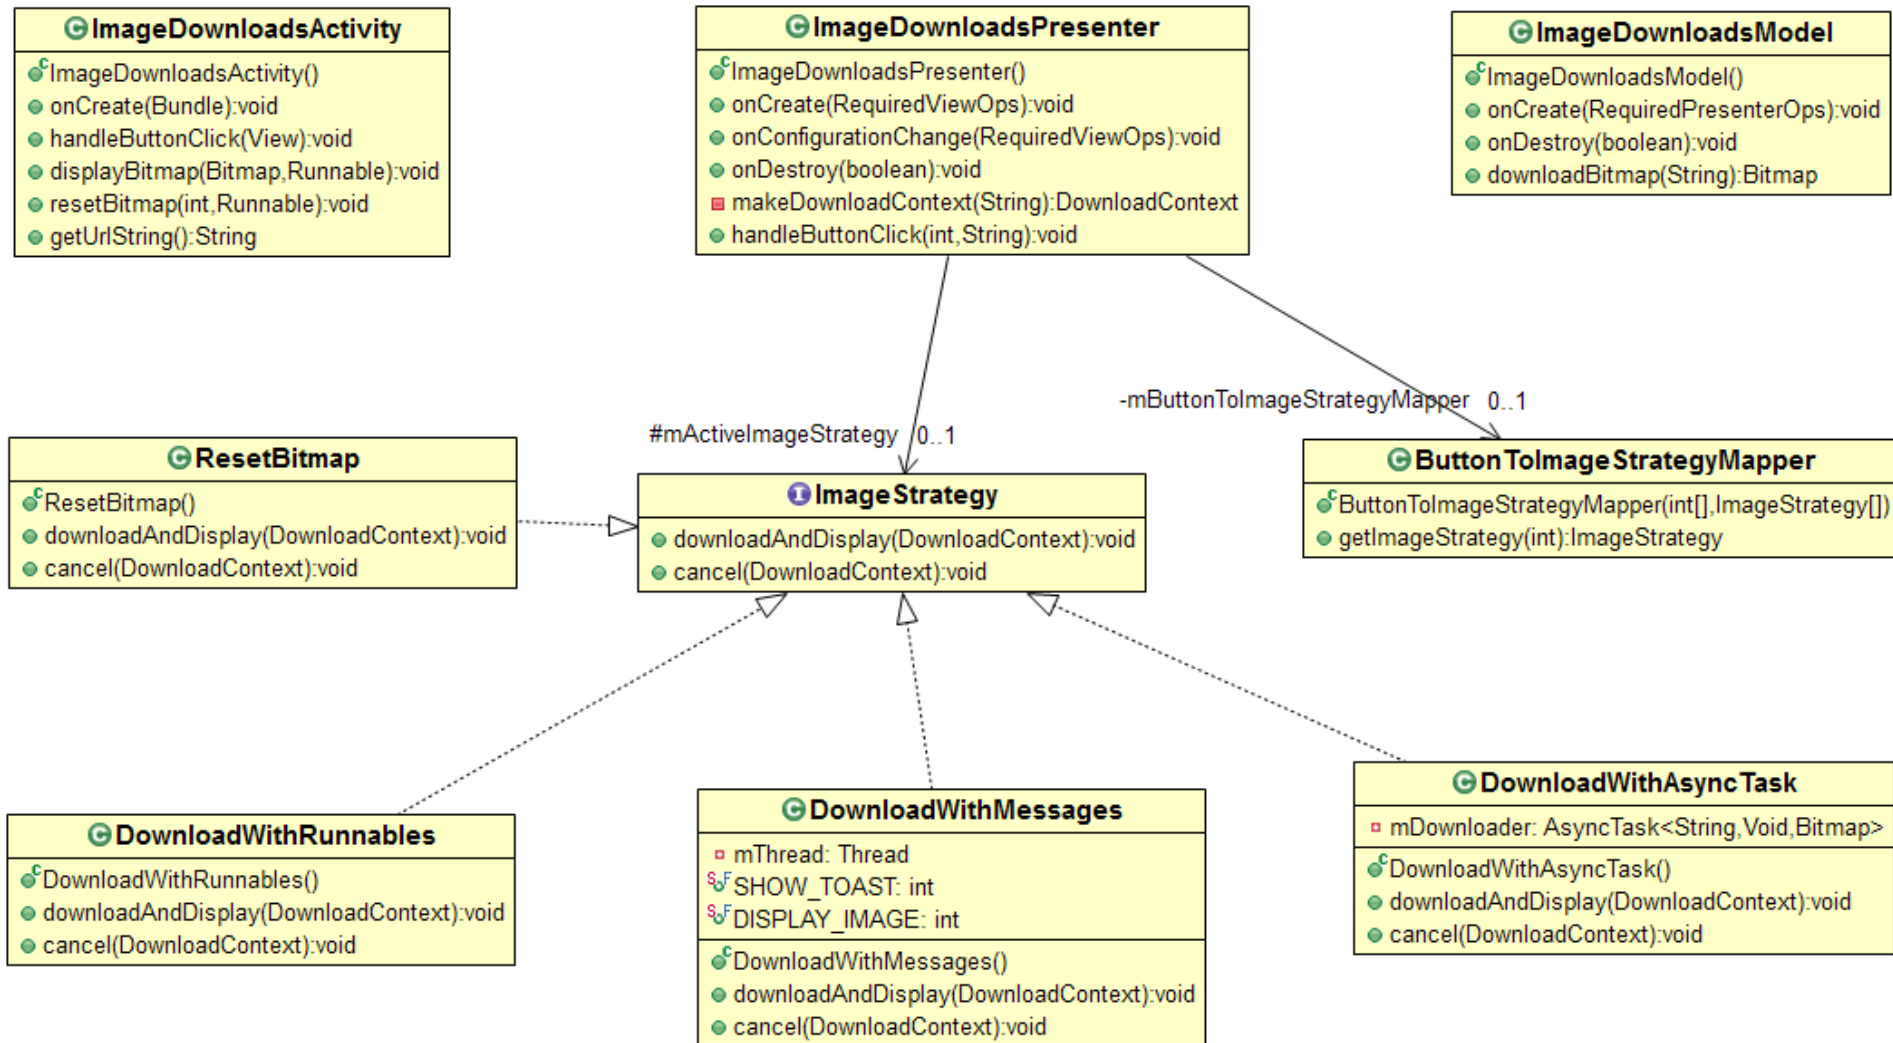 ImageDownloadsActivity
ImageDownloadsActivity()
onCreate(Bundle):void
handleButtonClick(View):void
displayBitmap(Bitmap,Runnable):void
resetBitmap(int,Runnable):void
getUrlString():String
ImageDownloadsPresenter
ImageDownloadsPresenter()
onCreate(RequiredViewOps):void
onConfigurationChange(RequiredViewOps):void
onDestroy(boolean):void
makeDownloadContext(String):DownloadContext
handleButtonClick(int,String):void
ImageDownloadsModel
ImageDownloadsModel()
onCreate(RequiredPresenterOps):void
onDestroy(boolean):void
downloadBitmap(String):Bitmap
-mButtonToImageStrategyMapper 0..1
#mActiveImageStrategy 0..1
ResetBitmap
ResetBitmap()
downloadAndDisplay(DownloadContext):void
cancel(DownloadContext):void
ImageStrategy
downloadAndDisplay(DownloadContext):void
cancel(DownloadContext):void
ButtonToImageStrategyMapper
ButtonToImageStrategyMapper(int[],ImageStrategy[])
getImageStrategy(int):ImageStrategy
DownloadWithRunnables
DownloadWithRunnables()
downloadAndDisplay(DownloadContext):void
cancel(DownloadContext):void
DownloadWithMessages
mThread: Thread
SHOW_TOAST: int
DISPLAY_IMAGE: int
DownloadWithMessages()
downloadAndDisplay(DownloadContext):void
cancel(DownloadContext):void
DownloadWithAsyncTask
mDownloader: AsyncTask<String,Void,Bitmap>
DownloadWithAsyncTask()
downloadAndDisplay(DownloadContext):void
cancel(DownloadContext):void